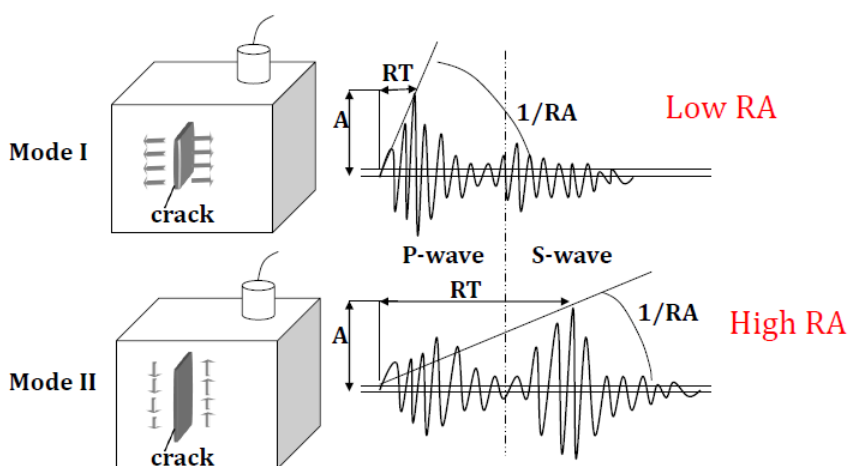 RT
A
1/RA
Low RA
Mode I
crack
P-wave
S-wave
RT
A
1/RA
High RA
Mode II
crack